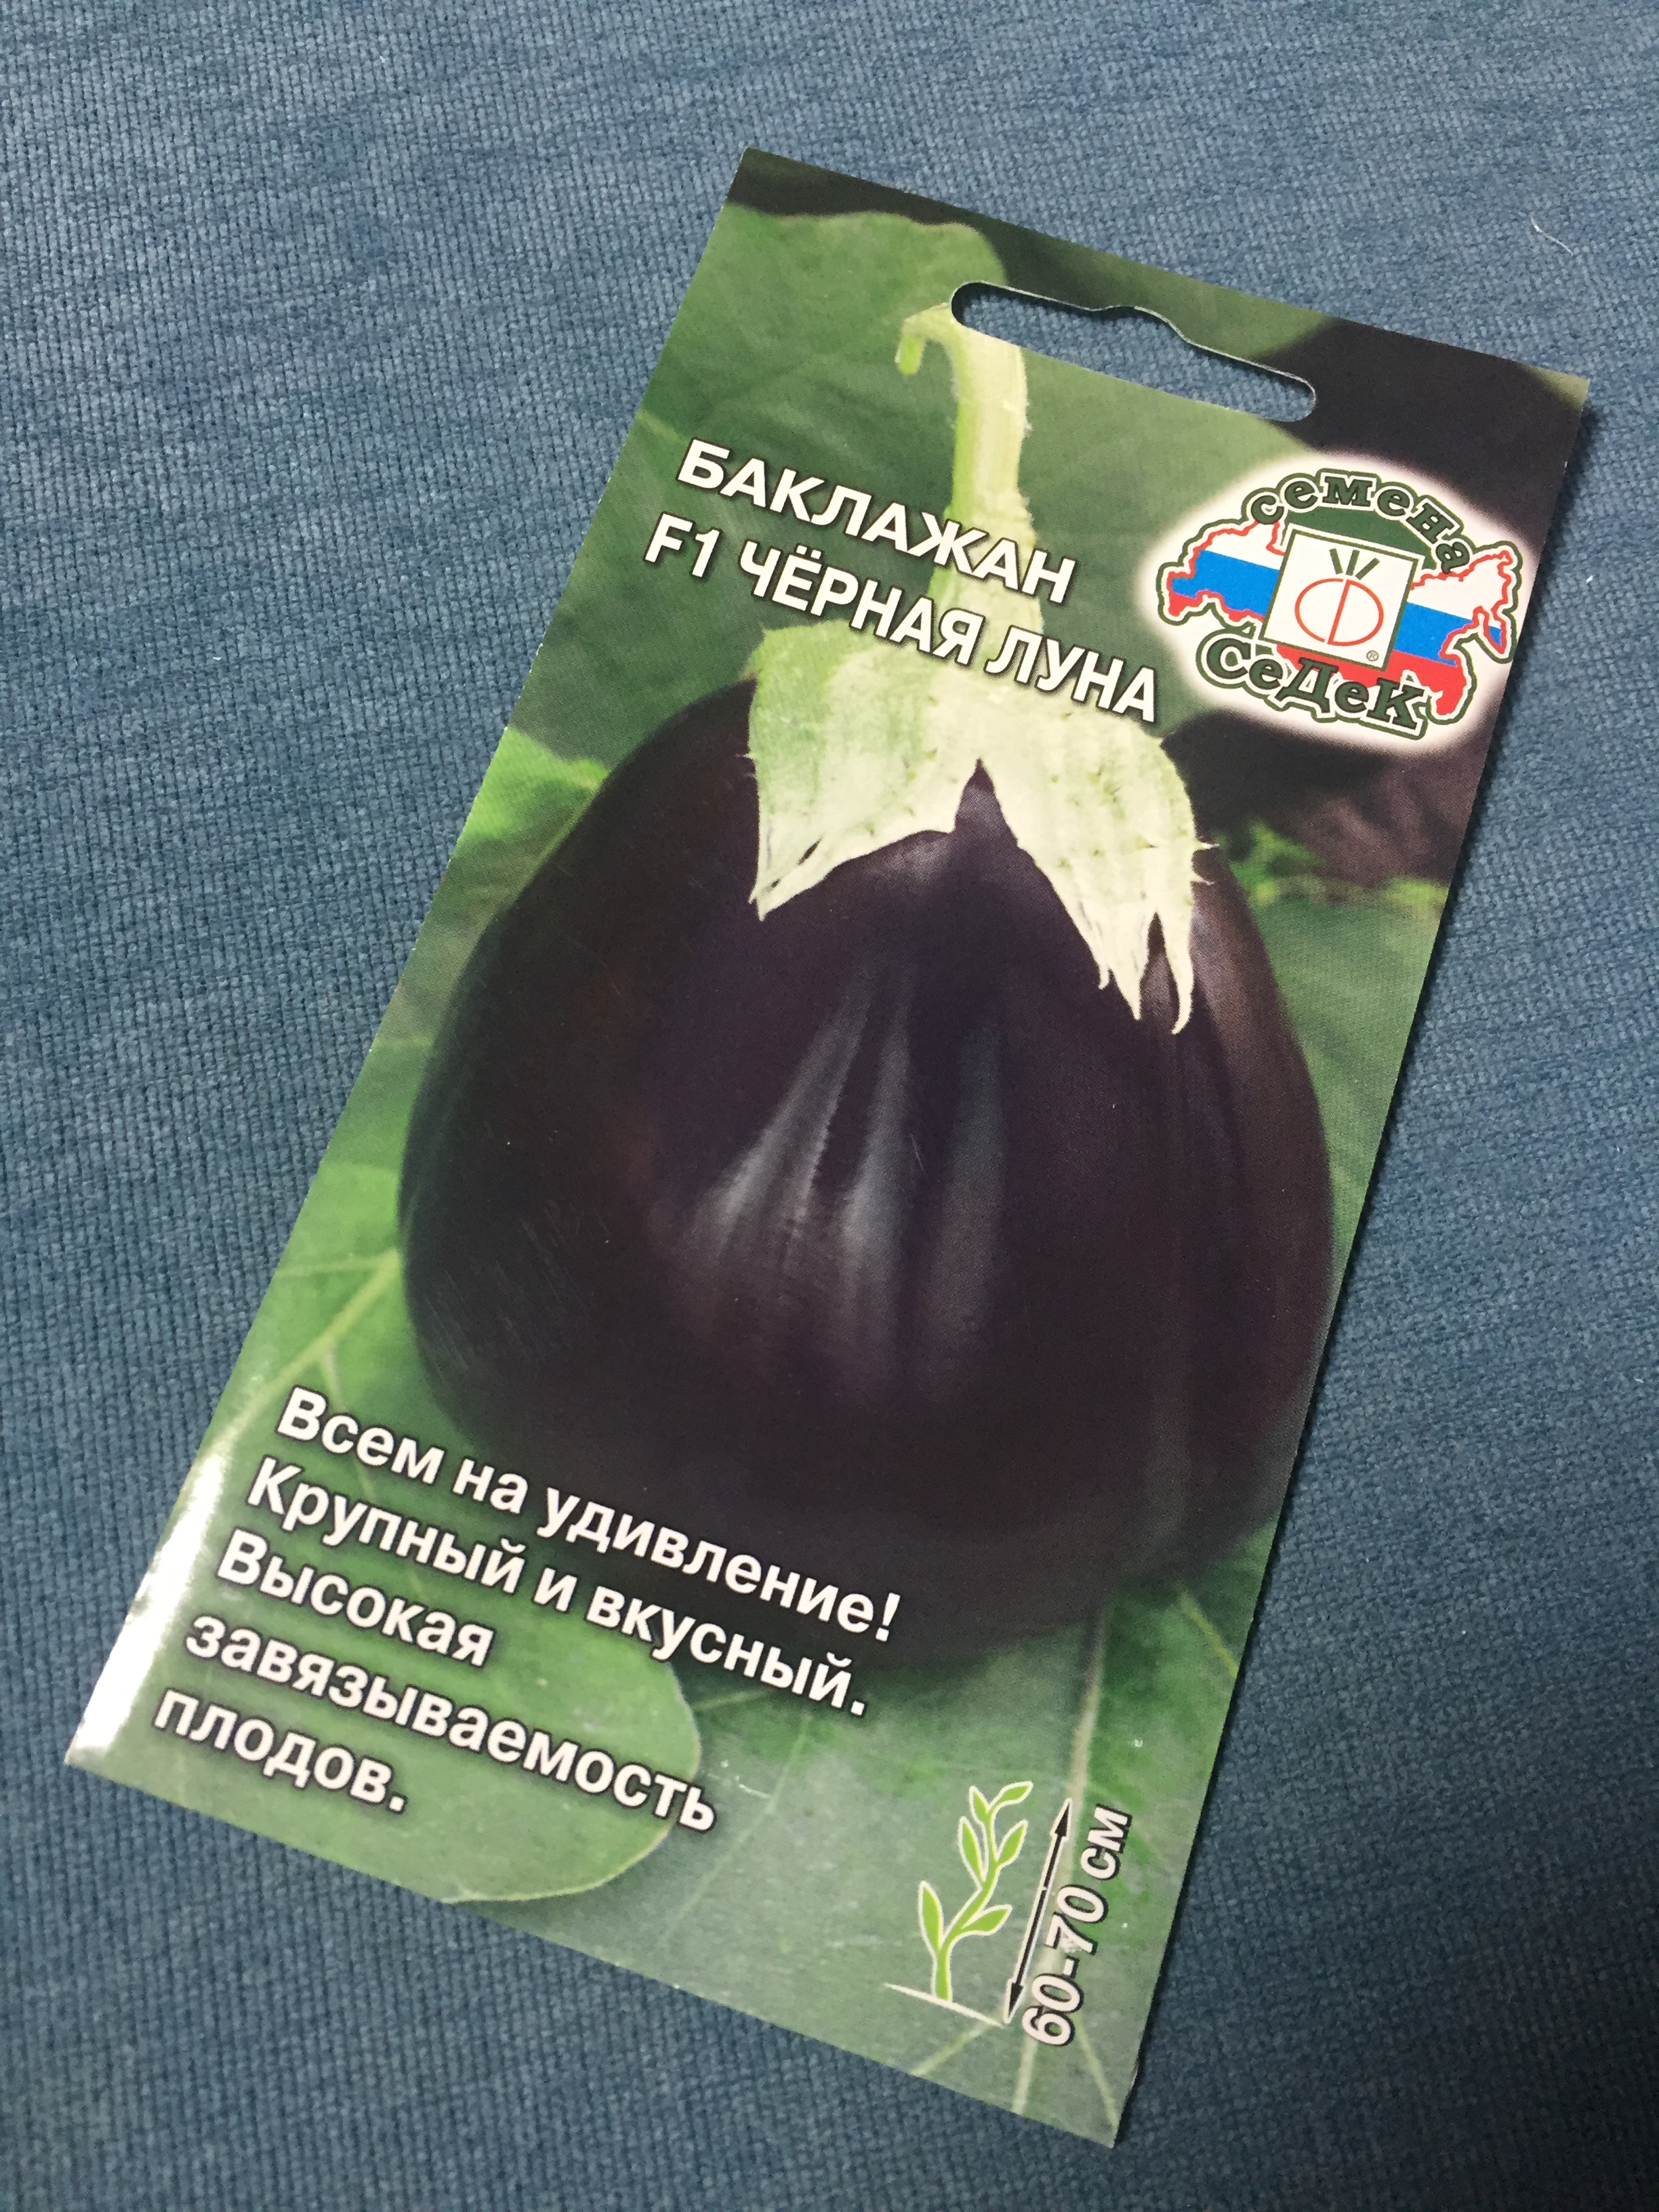 БАКЛАЖАН
F1 ЧЁРНАЯ ЛУНА
семена
СеДеК
®
Всем на удивление!
Крупный и вкусный.
Высокая
завязываемость
плодов.
60-70 см